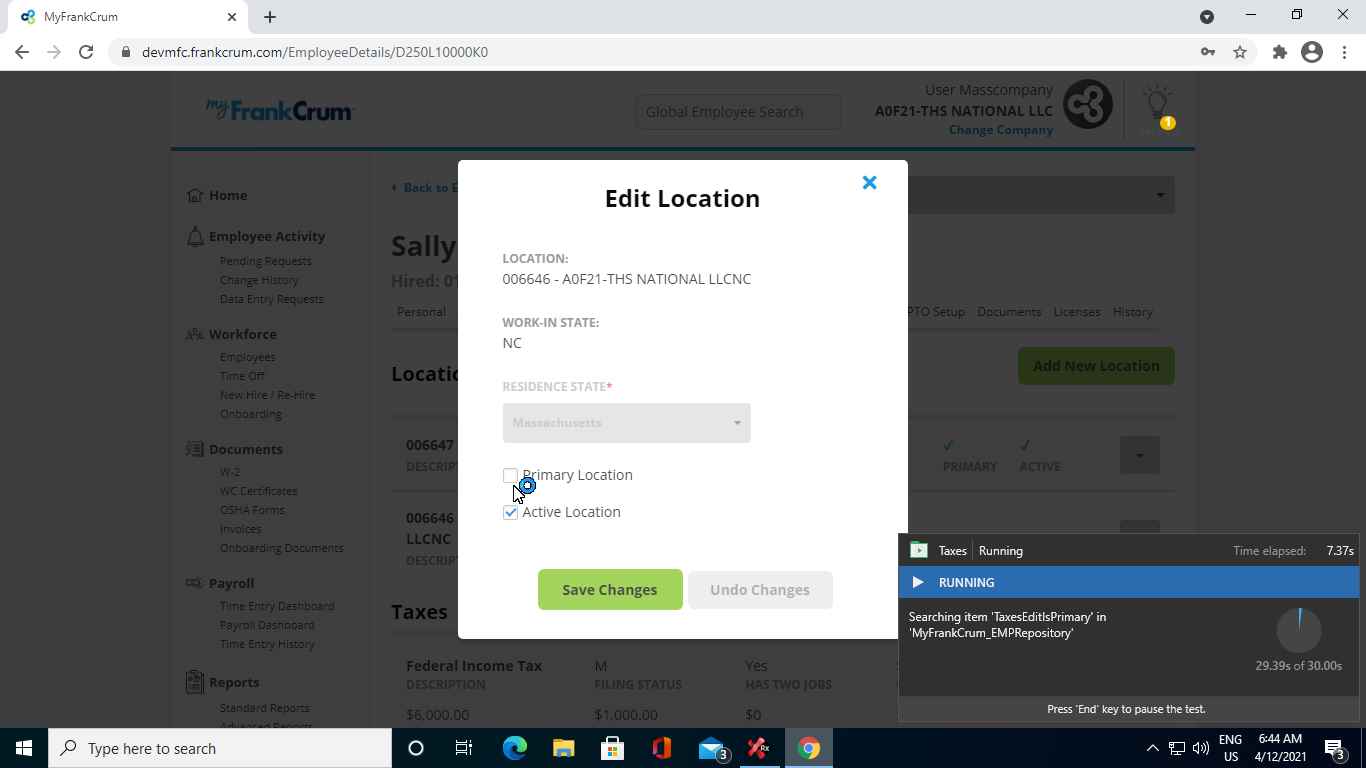 MyFrankCrum
devmfc.frankcrum.com/EmployeeDetails/D250L10000K0
myFrankCrum
Global Employee Search
User Masscompany
A0F21-THS NATIONAL LLC
Change Company
1
Home
Employee Activity
Pending Requests
Change History
Data Entry Requests
Workforce
Employees
Time Off
New Hire / Re-Hire
Onboarding
Documents
W-2
WC Certificates
OSHA Forms
Invoices
Onboarding Documents
Payroll
Time Entry Dashboard
Payroll Dashboard
Time Entry History
Reports
Standard Reports
Advanced Reports
Back to E
Sally
Hired: 01
Personal
PTO Setup Documents Licenses History
Locatio
Add New Location
006647
DESCRIP
PRIMARY ACTIVE
006646
LLCNC
DESCRIP
Taxes
Federal Income Tax M Yes
DESCRIPTION FILING STATUS HAS TWO JOBS
$6,000.00 $1,000.00 $0
Edit Location
LOCATION:
006646 - A0F21-THS NATIONAL LLCNC
WORK-IN STATE:
NC
RESIDENCE STATE*
Massachusetts
Primary Location
Active Location
Save Changes Undo Changes
Taxes Running Time elapsed: 7.37s
RUNNING
Searching item 'TaxesEditIsPrimary' in
'MyFrankCrum_EMPRepository'
29.39s of 30.00s
Press 'End' key to pause the test.
Type here to search
3
Rx
ENG
US
6:44 AM
4/12/2021
3